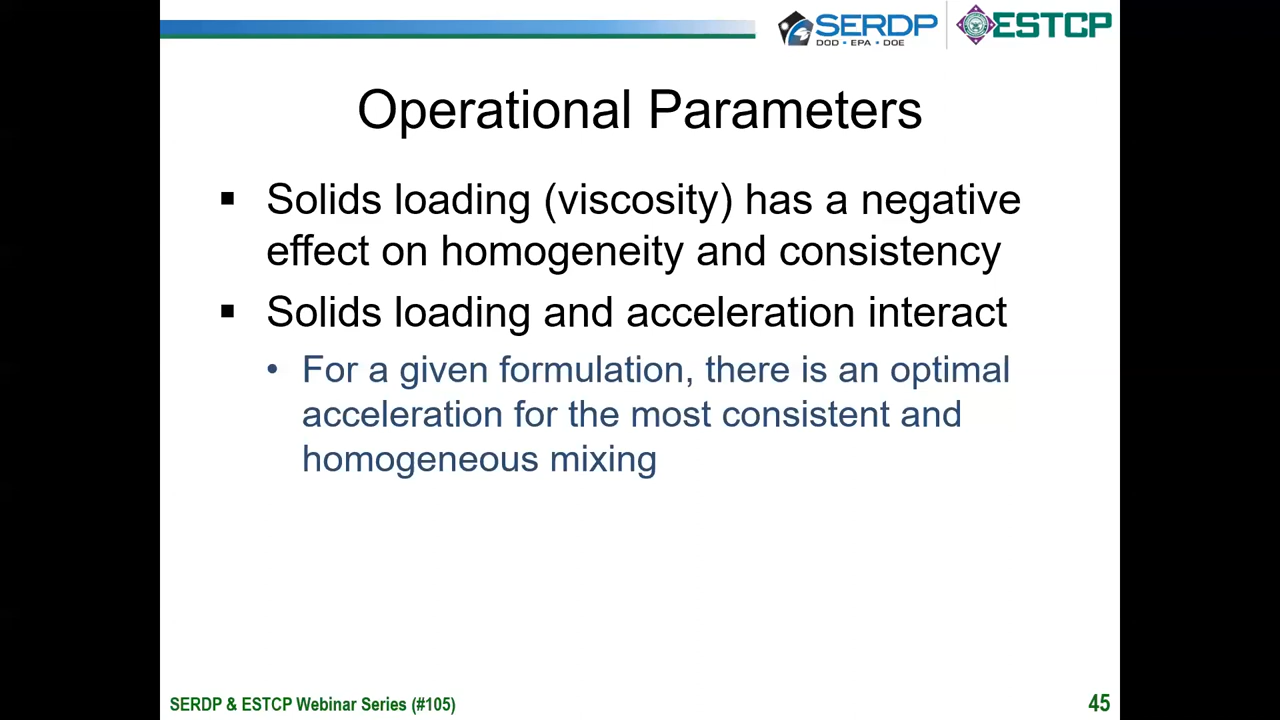 SERDP
DOD • EPA • DOE
ESTCP
Operational Parameters
▪ Solids loading (viscosity) has a negative
effect on homogeneity and consistency
▪ Solids loading and acceleration interact
• For a given formulation, there is an optimal
acceleration for the most consistent and
homogeneous mixing
SERDP & ESTCP Webinar Series (#105)
45